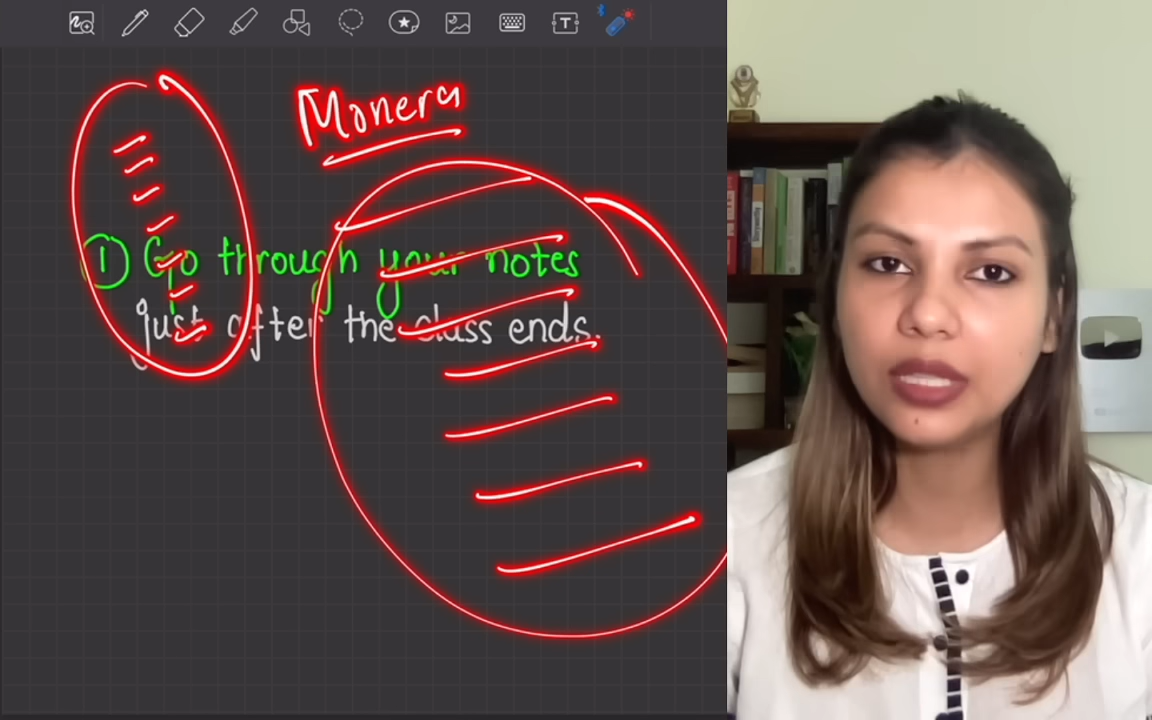 Monera
① Go through your notes
just after the class ends.